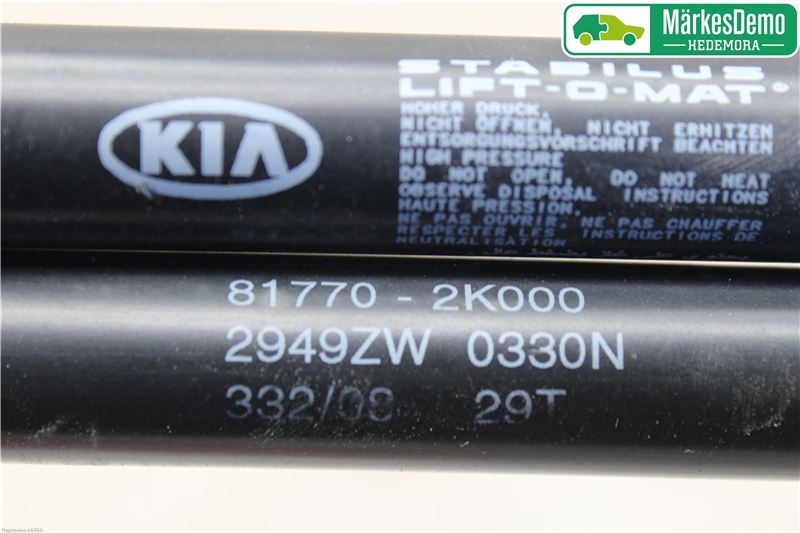 MärkesDemo
HEDEMORA
STABILUS
LIFT-O-MAT®
KIA
HOHER DRUCK,
NICHT ÖFFNEN, NICHT ERHITZEN
ENTSORGUNGSVORSCHRIFT BEACHTEN
HIGH PRESSURE
DO NOT OPEN, DO NOT HEAT
OBSERVE DISPOSAL INSTRUCTIONS
HAUTE PRESSION,
NE PAS OUVRIR, NE PAS CHAUFFER
RESPECTER LES INSTRUCTIONS DE
NEUTRALISATION
81770 - 2K000
2949ZW 0330N
332/08 29T